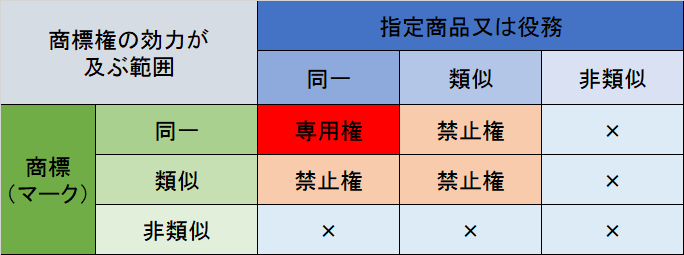 商標権の効力が
及ぶ範囲
指定商品又は役務
同一
類似
非類似
商標
（マーク）
同一
専用権
禁止権
×
類似
禁止権
禁止権
×
非類似
×
×
×